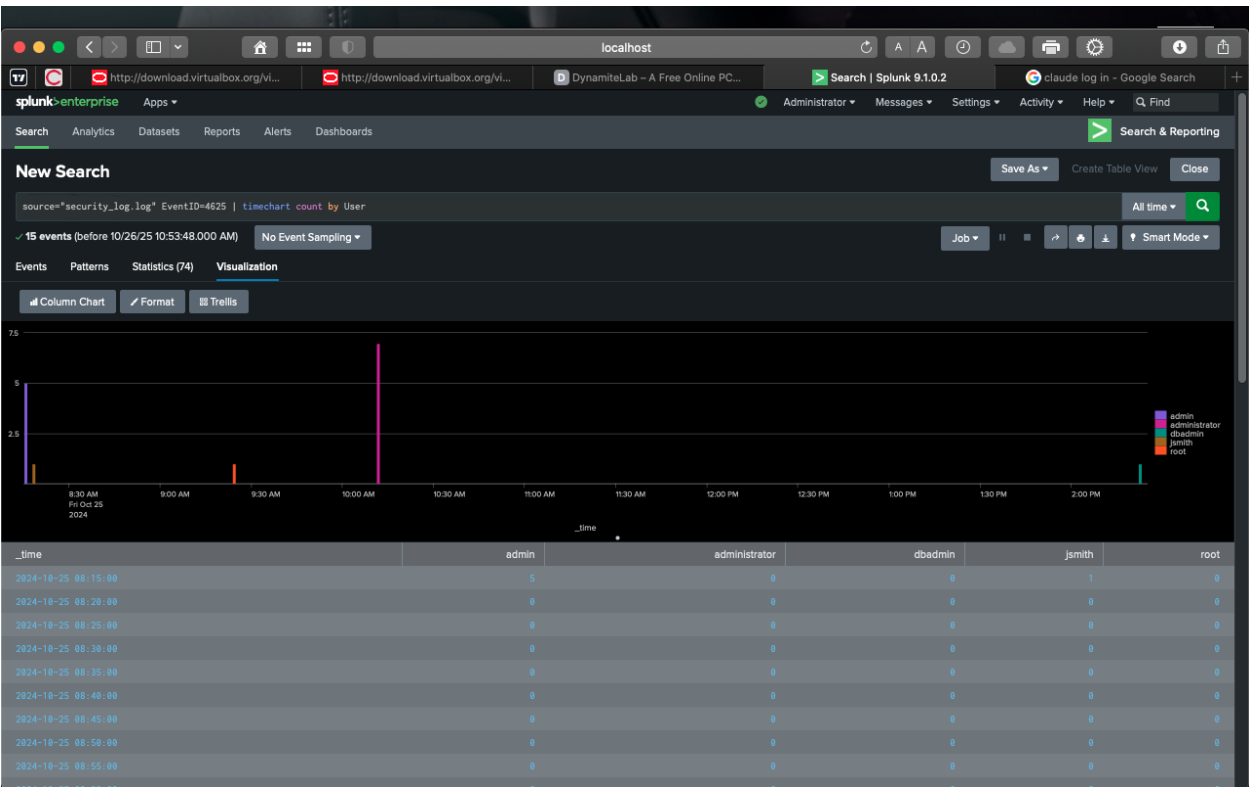 localhost
A A
http://download.virtualbox.org/vi...
http://download.virtualbox.org/vi...
D DynamiteLab – A Free Online PC...
> Search | Splunk 9.1.0.2
G claude log in - Google Search
splunk>enterprise
Apps
Administrator
Messages
Settings
Activity
Help
Find
Search
Analytics
Datasets
Reports
Alerts
Dashboards
> Search & Reporting
New Search
Save As
Create Table View
Close
source="security_log.log" EventID=4625 | timechart count by User
All time
✓ 15 events (before 10/26/25 10:53:48.000 AM)
No Event Sampling
Job
Smart Mode
Events
Patterns
Statistics (74)
Visualization
Column Chart
Format
Trellis
7.5
5
2.5
8:30 AM
Fri Oct 25
2024
9:00 AM
9:30 AM
10:00 AM
10:30 AM
11:00 AM
11:30 AM
12:00 PM
12:30 PM
1:00 PM
1:30 PM
2:00 PM
_time
admin
administrator
dbadmin
jsmith
root
_time admin administrator dbadmin jsmith root
2024-10-25 08:15:00 5 0 0 1 0
2024-10-25 08:20:00 0 0 0 0 0
2024-10-25 08:25:00 0 0 0 0 0
2024-10-25 08:30:00 0 0 0 0 0
2024-10-25 08:35:00 0 0 0 0 0
2024-10-25 08:40:00 0 0 0 0 0
2024-10-25 08:45:00 0 0 0 0 0
2024-10-25 08:50:00 0 0 0 0 0
2024-10-25 08:55:00 0 0 0 0 0